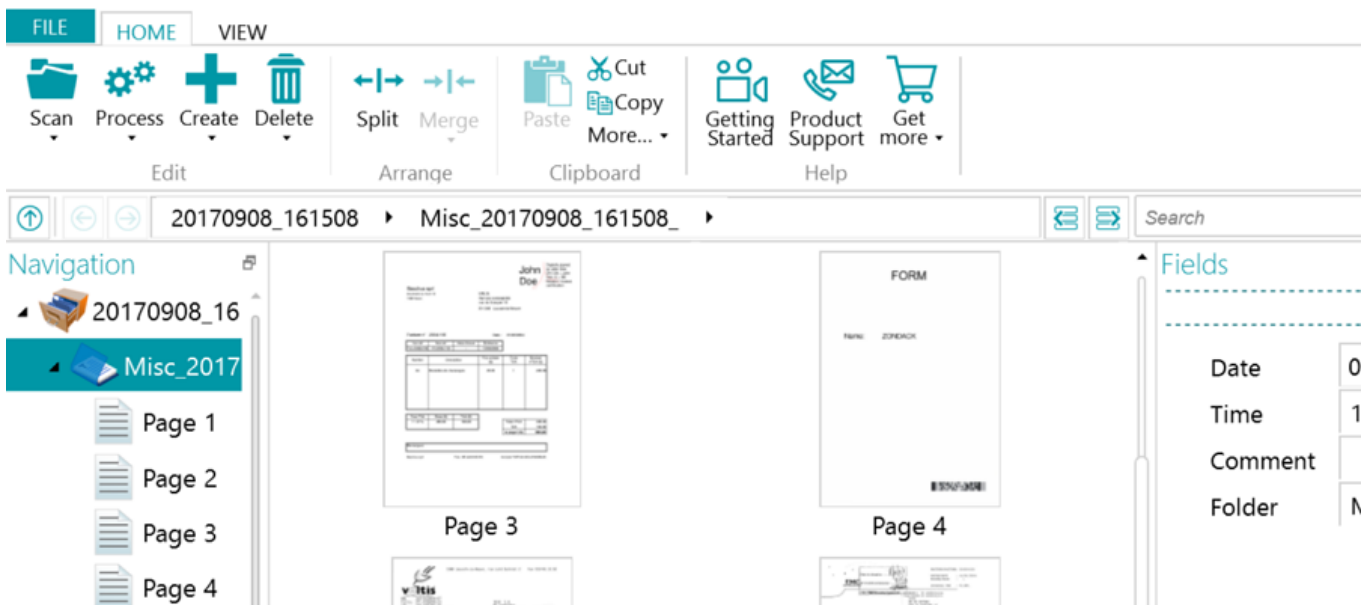 FILE HOME VIEW
Scan Process Create Delete Split Merge Paste Cut
Copy
More...
Getting Started Product Support Get more
Edit Arrange Clipboard Help
20170908_161508 Misc_20170908_161508_ Search
Navigation
Fields
20170908_16
Misc_2017
Page 1
Page 2
Page 3
Page 4
John
Doe
Page 3
FORM
Name: ZONDACK
Page 4
Date 0
Time 1
Comment
Folder M